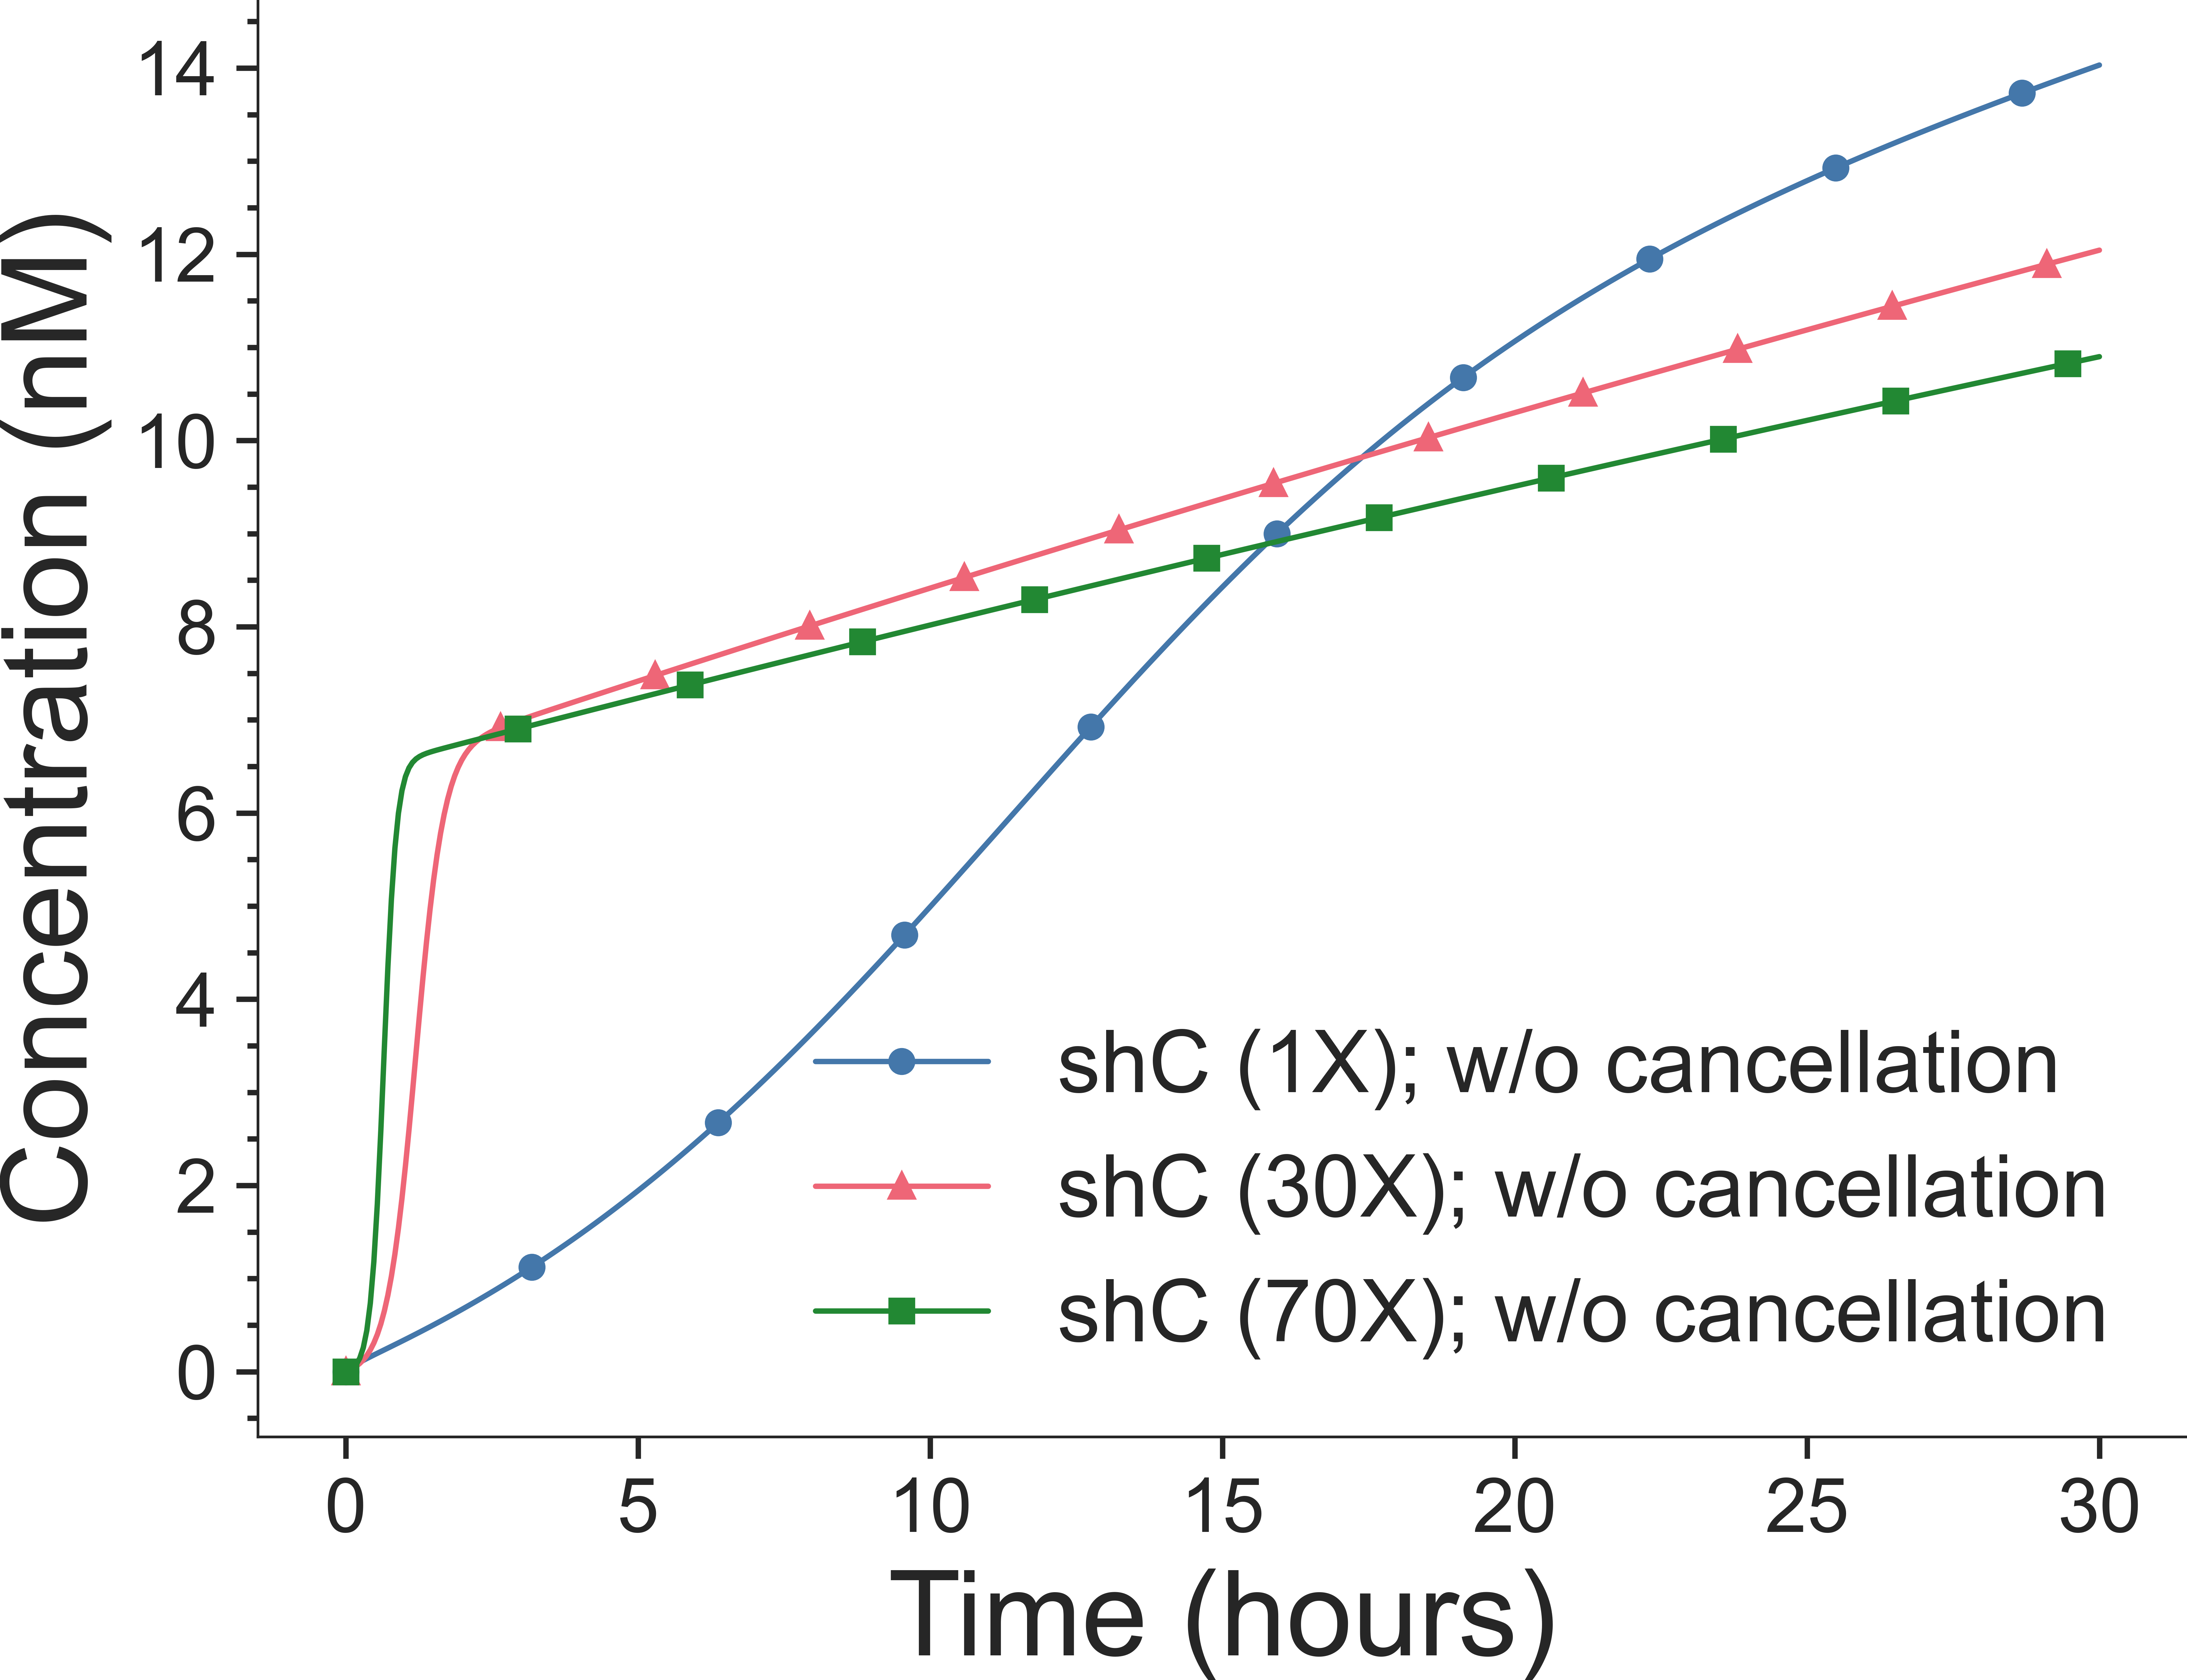 14
12
10
8
6
4
2
0
Concentration (nM)
shC (1X); w/o cancellation
shC (30X); w/o cancellation
shC (70X); w/o cancellation
0 5 10 15 20 25 30
Time (hours)